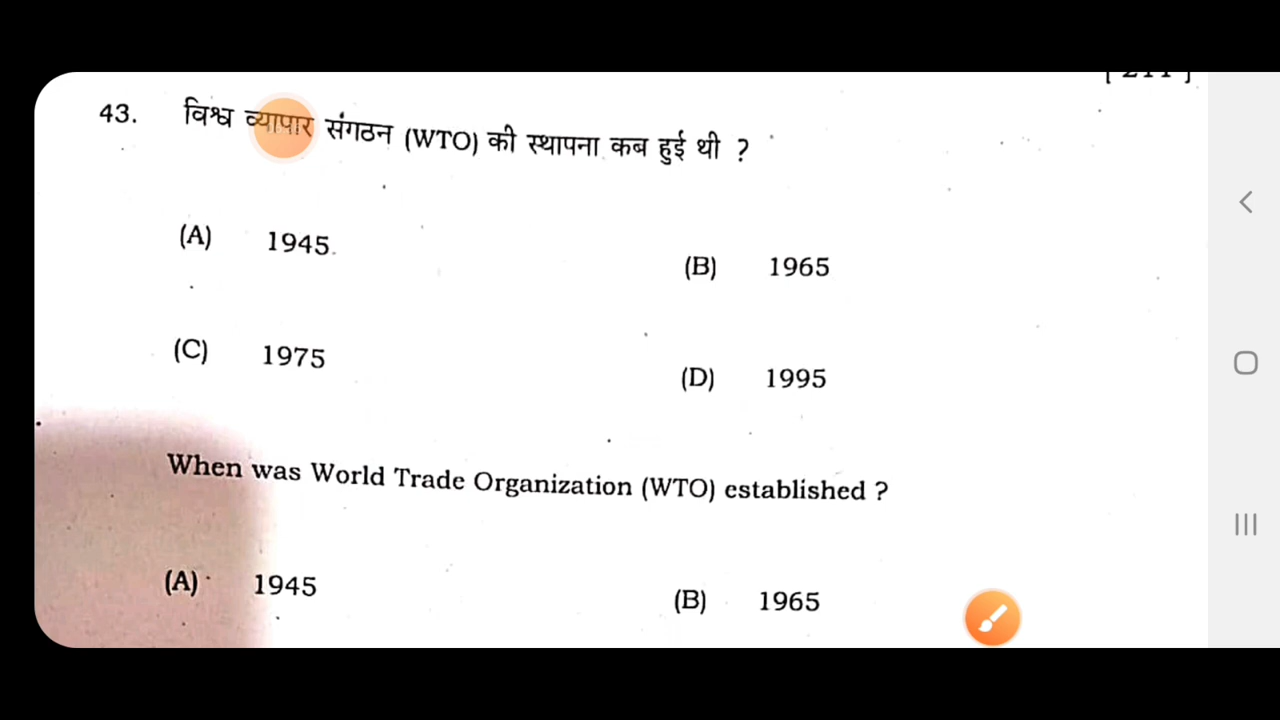 43. विश्व व्यापार संगठन (WTO) की स्थापना कब हुई थी ?
(A) 1945
(B) 1965
(C) 1975
(D) 1995
When was World Trade Organization (WTO) established ?
(A) 1945
(B) 1965